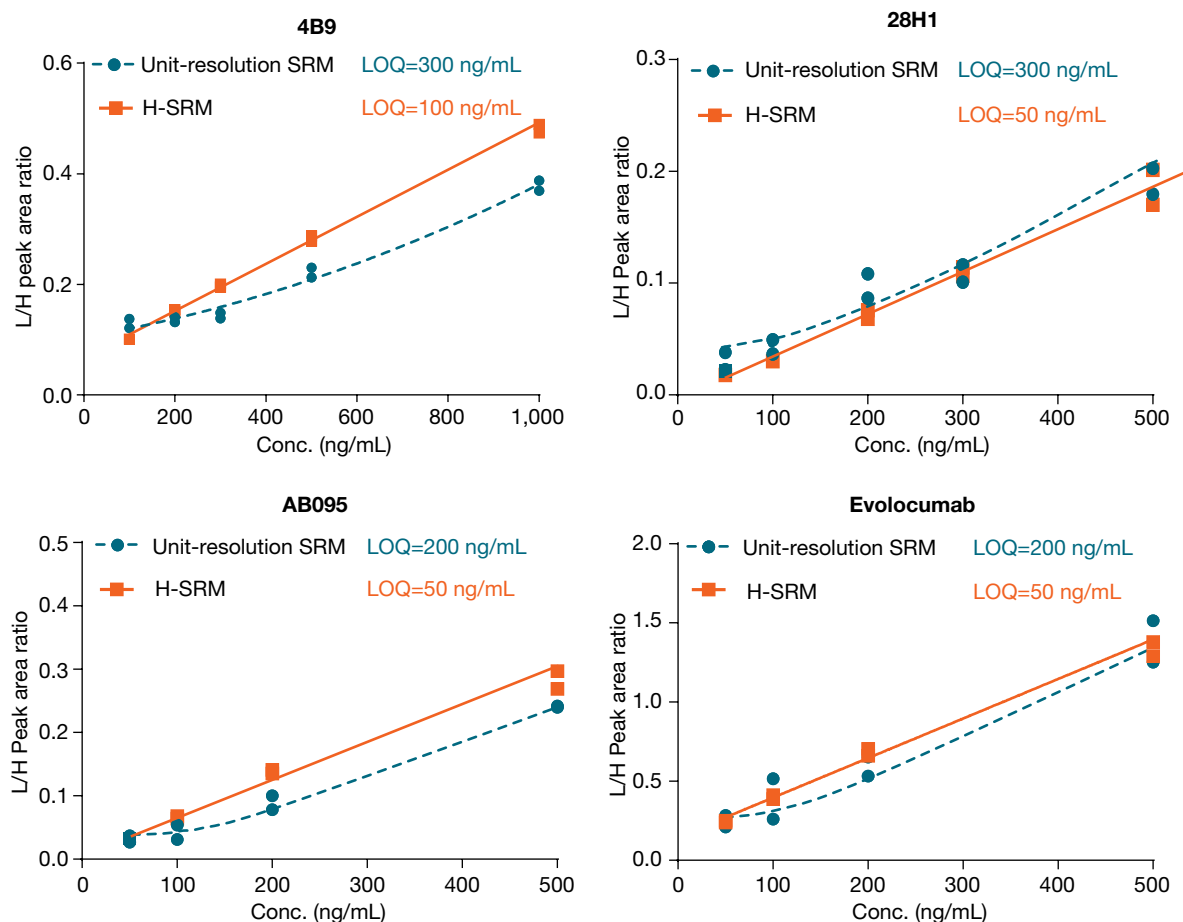 4B9
Unit-resolution SRM LOQ=300 ng/mL
H-SRM LOQ=100 ng/mL
L/H peak area ratio
0.6
0.4
0.2
0.0
0 200 400 600 800 1,000
Conc. (ng/mL)
28H1
Unit-resolution SRM LOQ=300 ng/mL
H-SRM LOQ=50 ng/mL
L/H Peak area ratio
0.3
0.2
0.1
0.0
0 100 200 300 400 500
Conc. (ng/mL)
AB095
Unit-resolution SRM LOQ=200 ng/mL
H-SRM LOQ=50 ng/mL
L/H Peak area ratio
0.5
0.4
0.3
0.2
0.1
0.0
0 100 200 300 400 500
Conc. (ng/mL)
Evolocumab
Unit-resolution SRM LOQ=200 ng/mL
H-SRM LOQ=50 ng/mL
L/H Peak area ratio
2.0
1.5
1.0
0.5
0.0
0 100 200 300 400 500
Conc. (ng/mL)